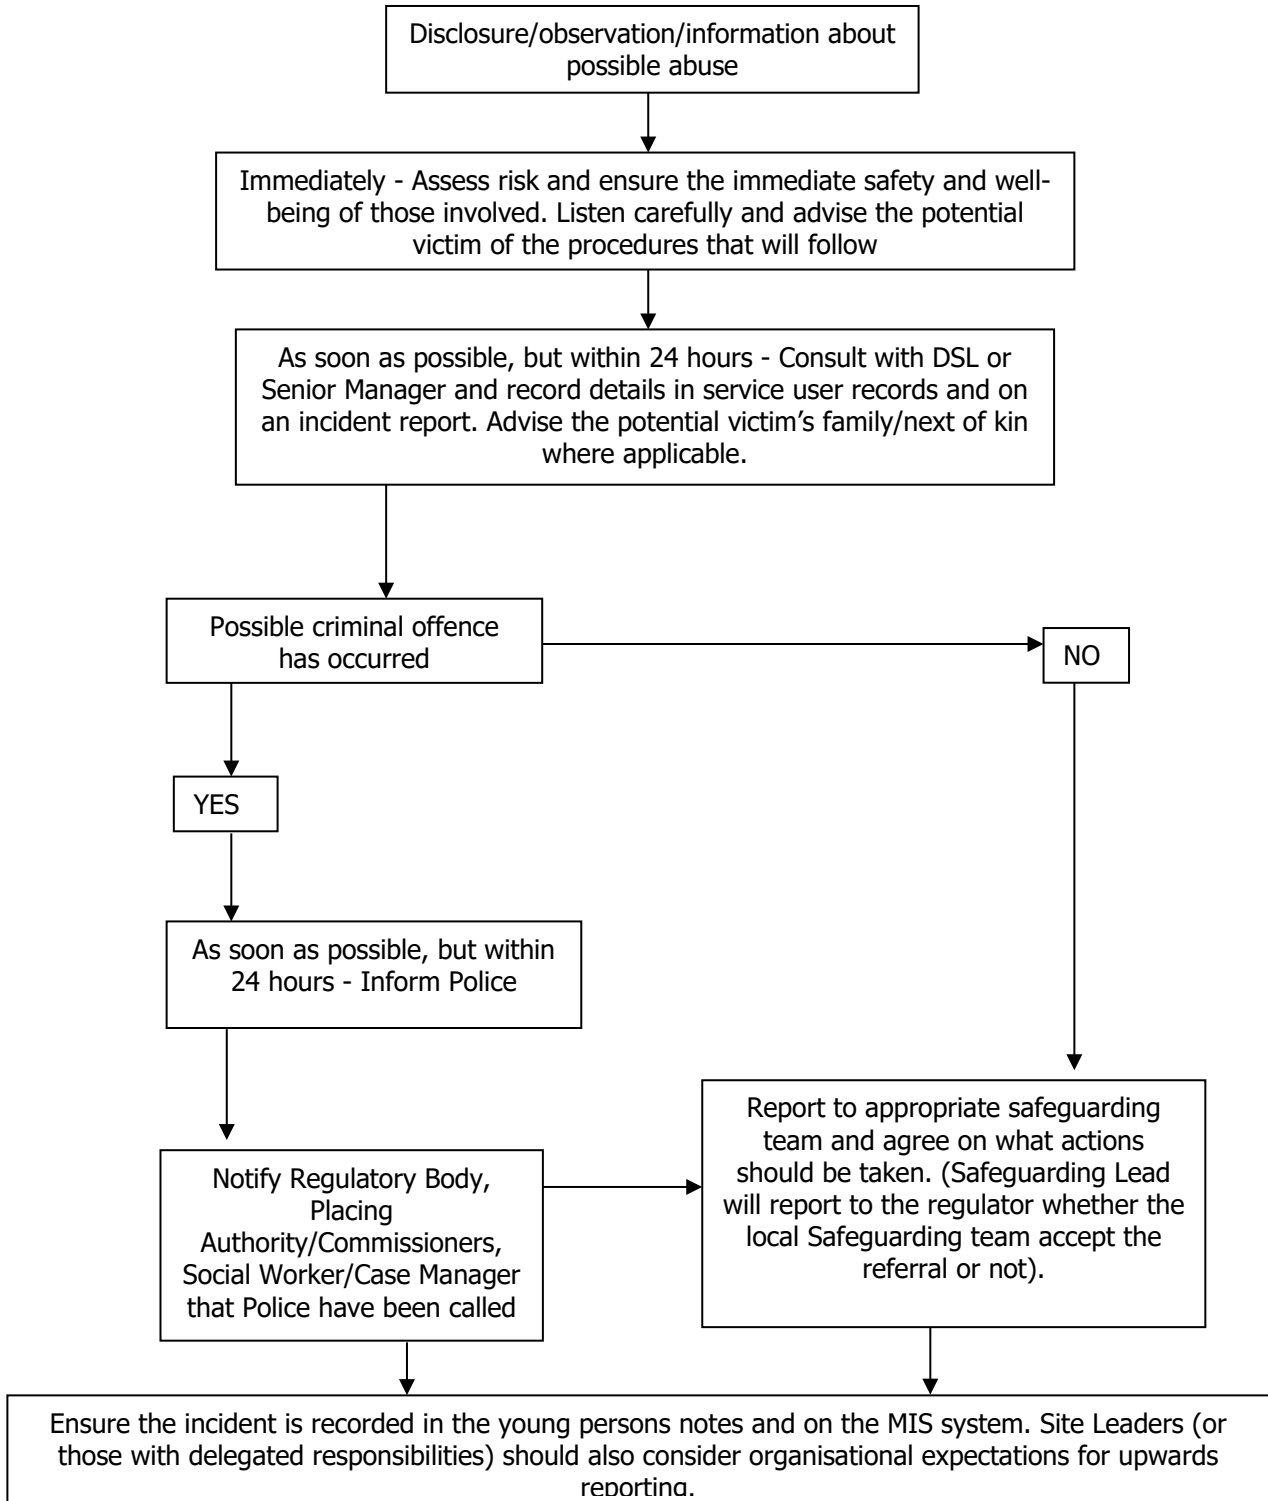 Disclosure/observation/information about
possible abuse
Immediately - Assess risk and ensure the immediate safety and well-
being of those involved. Listen carefully and advise the potential
victim of the procedures that will follow
As soon as possible, but within 24 hours - Consult with DSL or
Senior Manager and record details in service user records and on
an incident report. Advise the potential victim’s family/next of kin
where applicable.
Possible criminal offence
has occurred
NO
YES
As soon as possible, but within
24 hours - Inform Police
Notify Regulatory Body,
Placing
Authority/Commissioners,
Social Worker/Case Manager
that Police have been called
Report to appropriate safeguarding
team and agree on what actions
should be taken. (Safeguarding Lead
will report to the regulator whether the
local Safeguarding team accept the
referral or not).
Ensure the incident is recorded in the young persons notes and on the MIS system. Site Leaders (or
those with delegated responsibilities) should also consider organisational expectations for upwards
reporting.